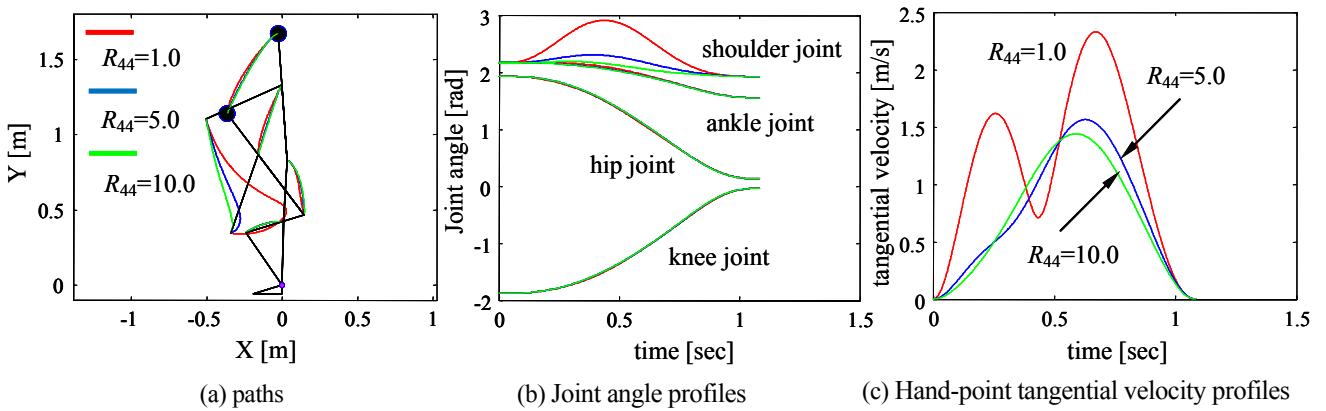 R44=1.0
R44=5.0
R44=10.0
1.5
1
0.5
0
Y [m]
-1
-0.5
0
0.5
1
X [m]
(a) paths
3
2
1
0
-1
-2
Joint angle [rad]
shoulder joint
ankle joint
hip joint
knee joint
0
0.5
1
1.5
time [sec]
(b) Joint angle profiles
2.5
2
1.5
1
0.5
0
tangential velocity [m/s]
R44=1.0
R44=5.0
R44=10.0
0
0.5
1
1.5
time [sec]
(c) Hand-point tangential velocity profiles